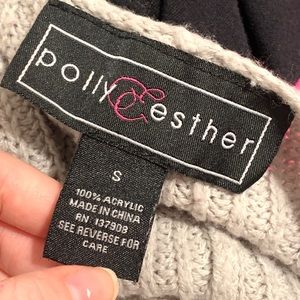 polly & esther
S
100% ACRYLIC
MADE IN CHINA
RN 137909
SEE REVERSE FOR
CARE